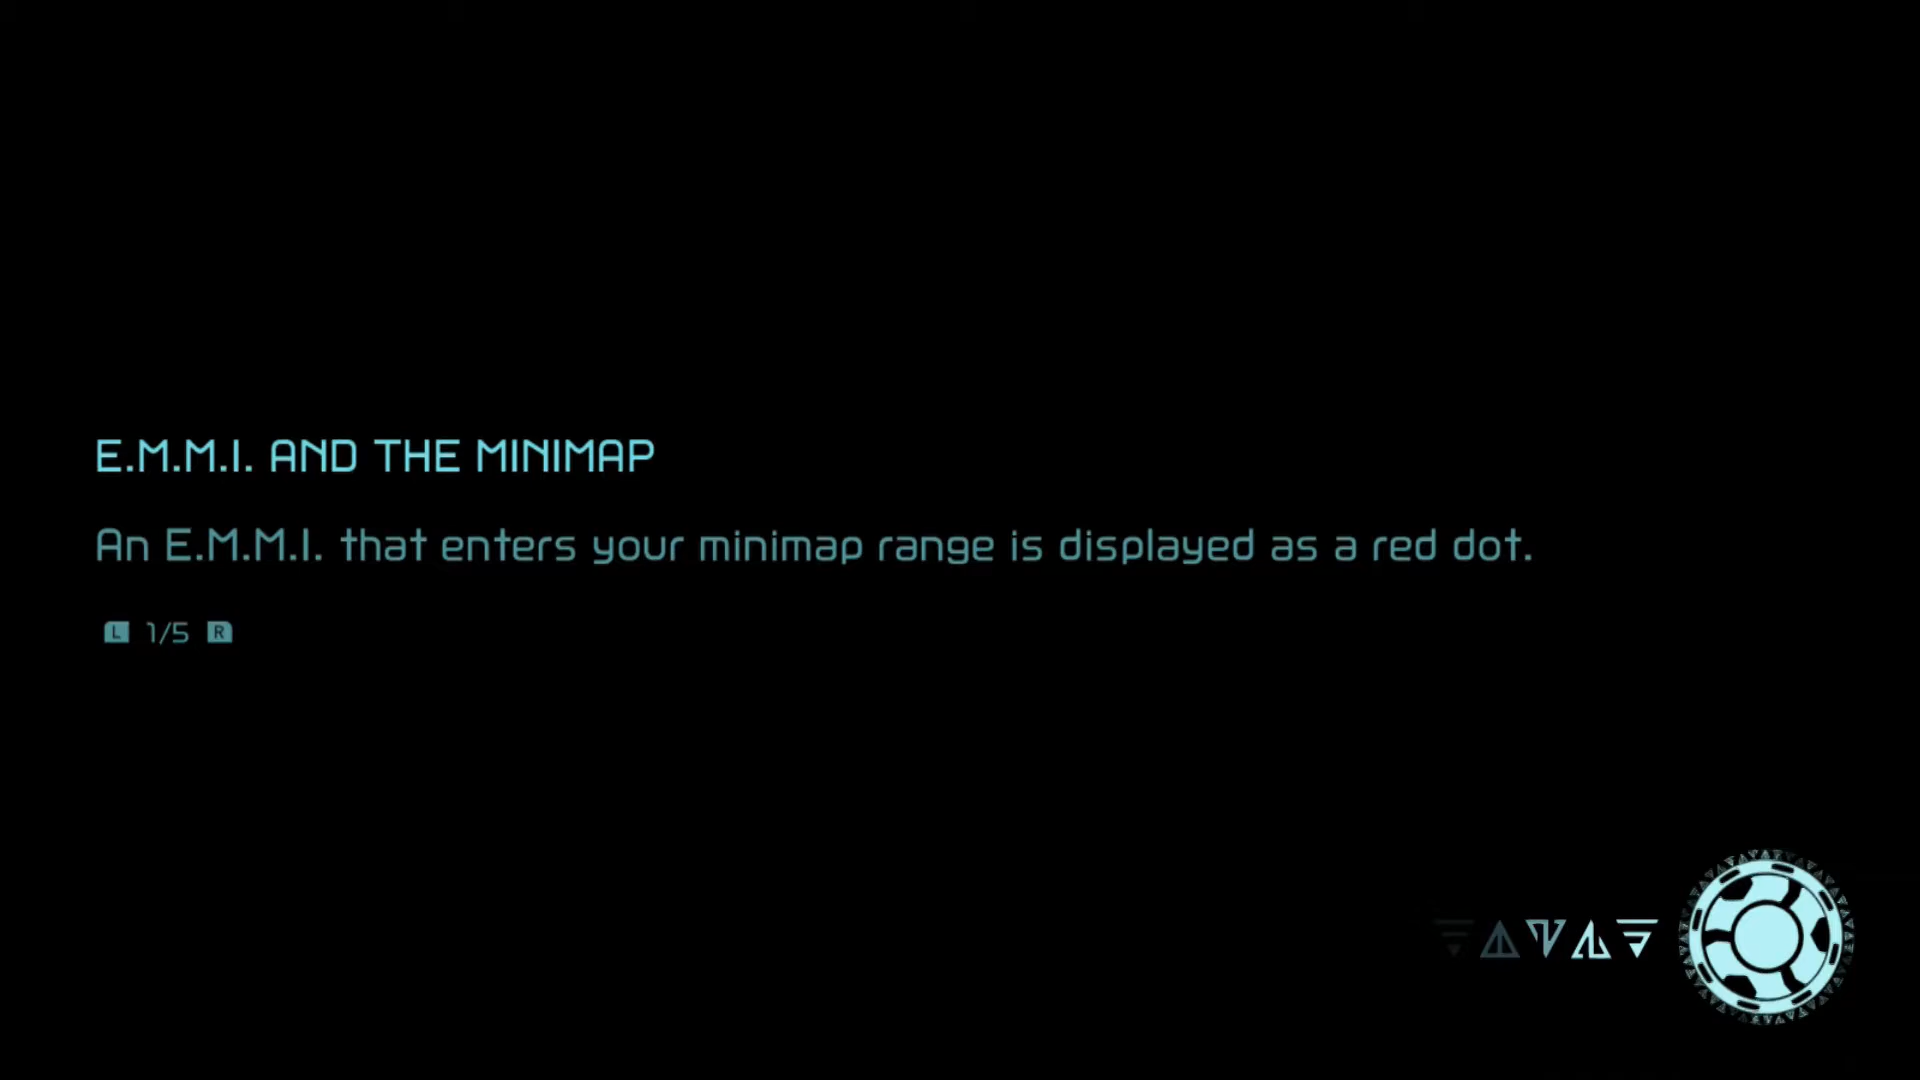 E.M.M.I. AND THE MINIMAP
An E.M.M.I. that enters your minimap range is displayed as a red dot.
L 1/5 R